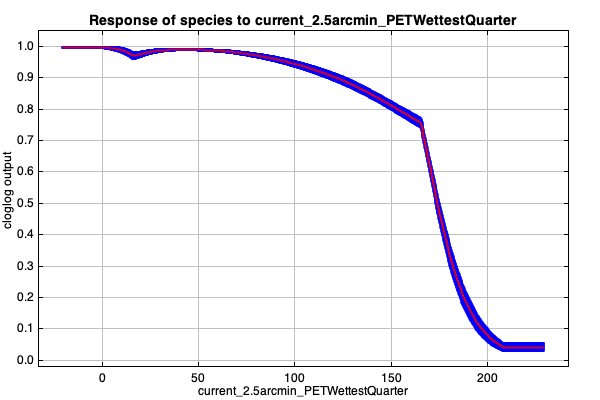 Response of species to current_2.5arcmin_PETWettestQuarter
1.0
0.9
0.8
0.7
0.6
0.5
0.4
0.3
0.2
0.1
0.0
cloglog output
0 50 100 150 200
current_2.5arcmin_PETWettestQuarter